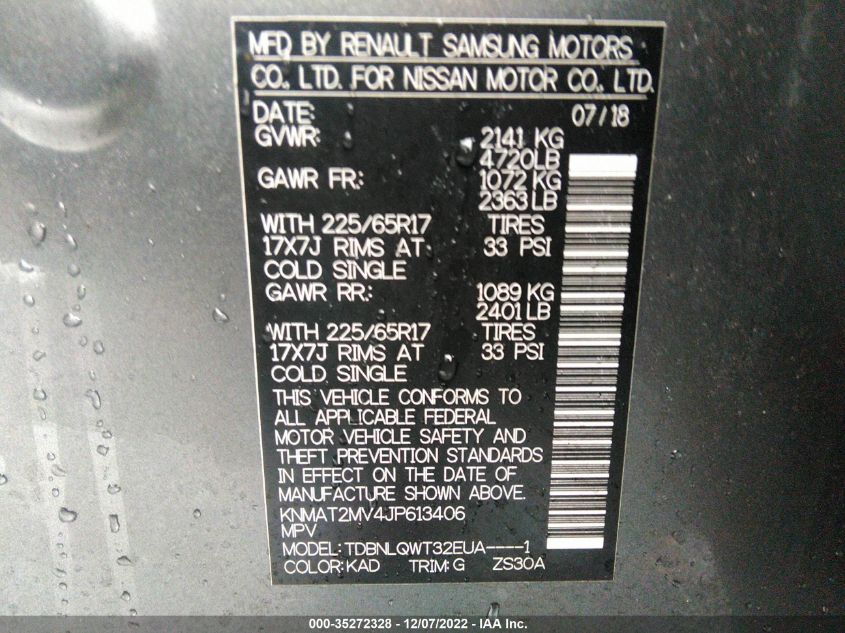 MFD BY RENAULT SAMSUNG MOTORS
CO., LTD. FOR NISSAN MOTOR CO., LTD.
DATE: 07/18
GVWR: 2141 KG
4720LB
GAWR FR: 1072 KG
2363LB
WITH 225/65R17 TIRES
17X7J RIMS AT 33 PSI
COLD SINGLE
GAWR RR: 1089 KG
2401LB
WITH 225/65R17 TIRES
17X7J RIMS AT 33 PSI
COLD SINGLE
THIS VEHICLE CONFORMS TO
ALL APPLICABLE FEDERAL
MOTOR VEHICLE SAFETY AND
THEFT PREVENTION STANDARDS
IN EFFECT ON THE DATE OF
MANUFACTURE SHOWN ABOVE.
KNMAT2MV4JP613406
MPV
MODEL: TDBNLQWT32EUA----1
COLOR: KAD TRIM: G ZS30A
000-35272328 - 12/07/2022 - IAA Inc.